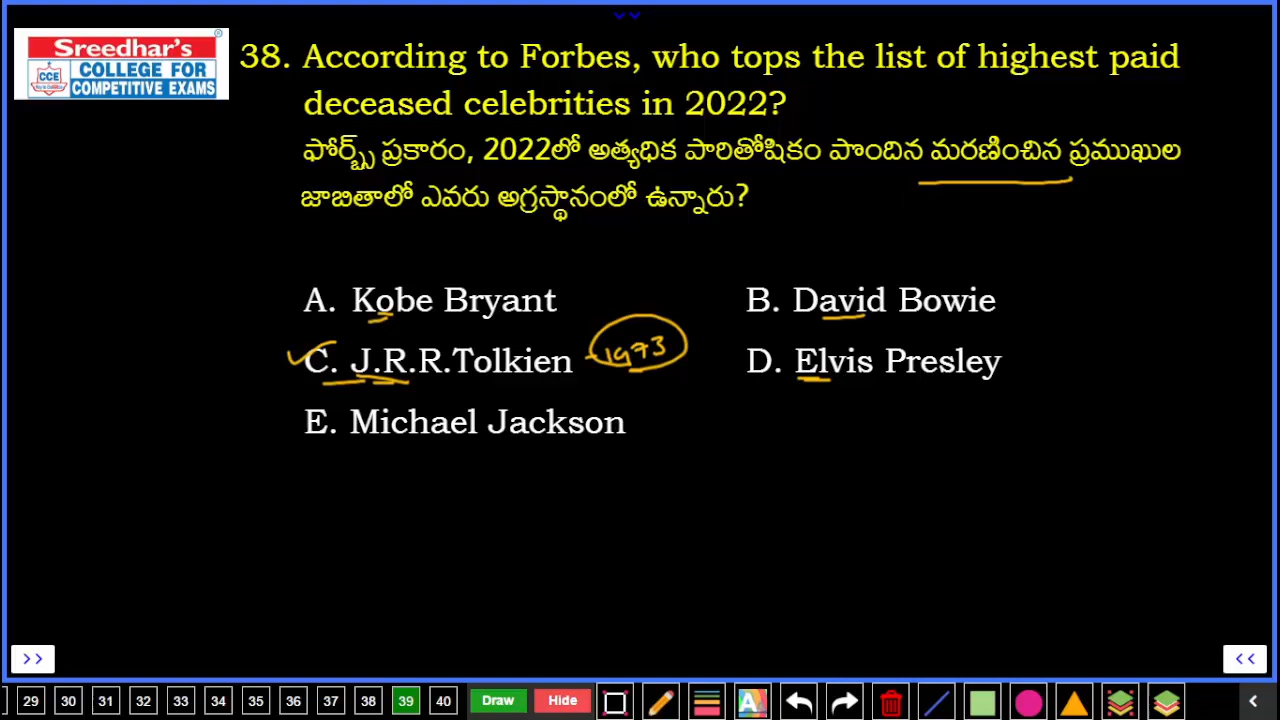 Sreedhar's
CCE
COLLEGE FOR
COMPETITIVE EXAMS
®
38. According to Forbes, who tops the list of highest paid
deceased celebrities in 2022?
ఫోర్బ్స్ ప్రకారం, 2022లో అత్యధిక పారితోషికం పొందిన మరణించిన ప్రముఖుల
జాబితాలో ఎవరు అగ్రస్థానంలో ఉన్నారు?
A. Kobe Bryant
B. David Bowie
C. J.R.R.Tolkien
1973
D. Elvis Presley
E. Michael Jackson
>>
<<
29 30 31 32 33 34 35 36 37 38 39 40 Draw Hide A <